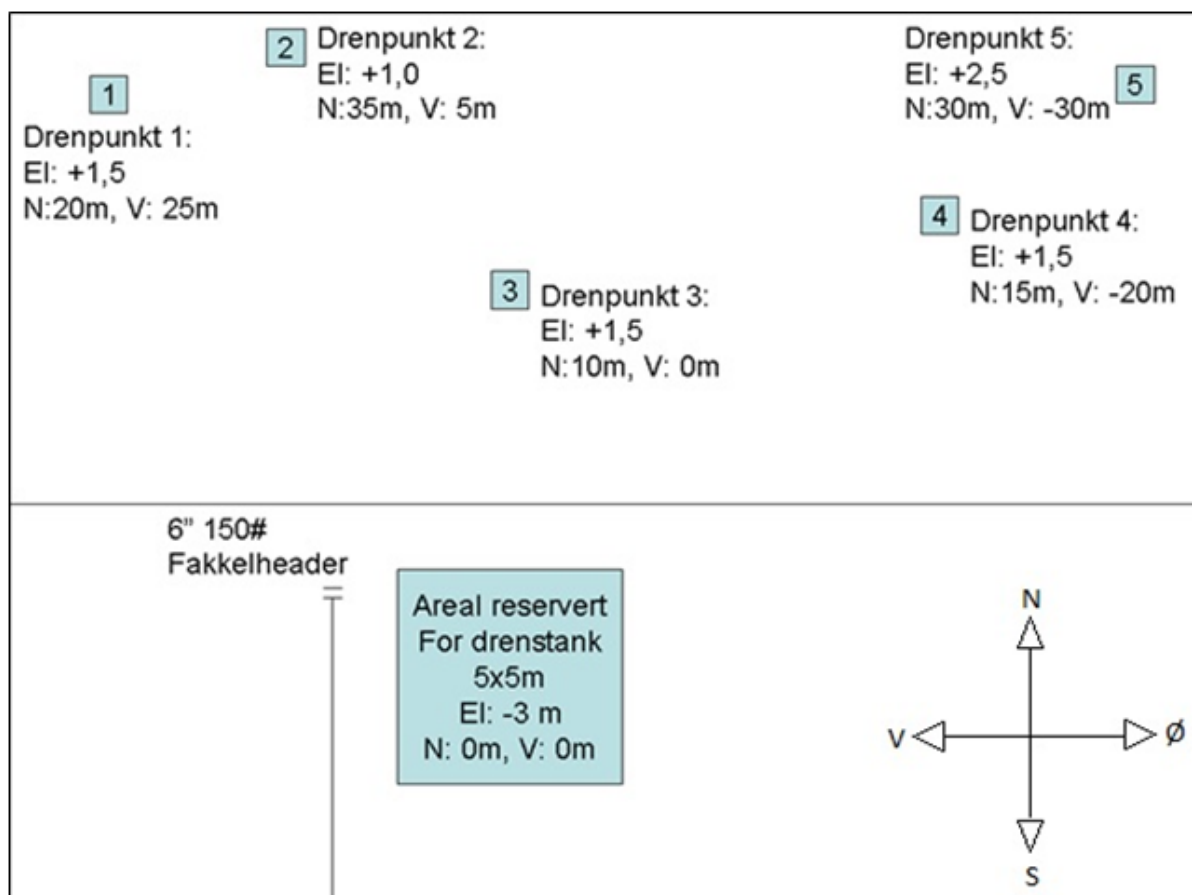 1
Drenpunkt 1:
El: +1,5
N:20m, V: 25m
2
Drenpunkt 2:
El: +1,0
N:35m, V: 5m
Drenpunkt 5:
El: +2,5
N:30m, V: -30m
5
4
Drenpunkt 4:
El: +1,5
N:15m, V: -20m
3
Drenpunkt 3:
El: +1,5
N:10m, V: 0m
6” 150#
Fakkelheader
Areal reservert
For drenstank
5x5m
El: -3 m
N: 0m, V: 0m
N
V
Ø
S